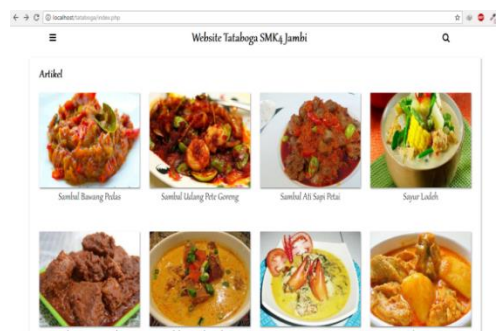 localhost/tataboga/index.php
Website Tataboga SMK4 Jambi
Artikel
Sambal Bawang Pedas
Sambal Udang Pete Goreng
Sambal Ati Sapi Petai
Sayur Lodeh